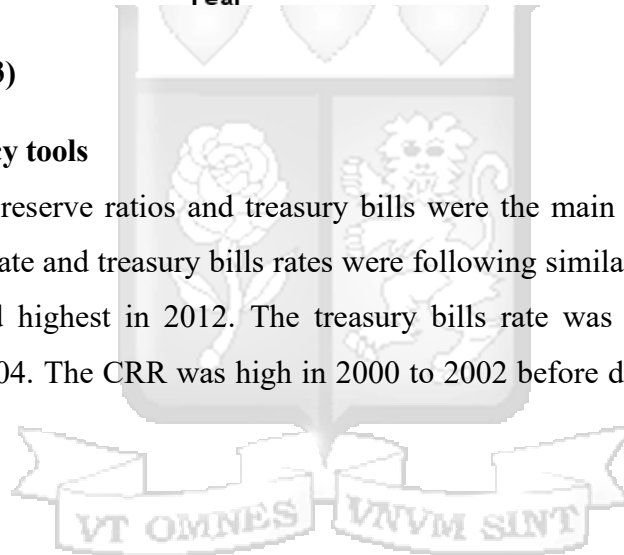 Year
3)
cy tools
reserve ratios and treasury bills were the main
ate and treasury bills rates were following simila
highest in 2012. The treasury bills rate was
04. The CRR was high in 2000 to 2002 before d
VT OMNES VNVM SINT